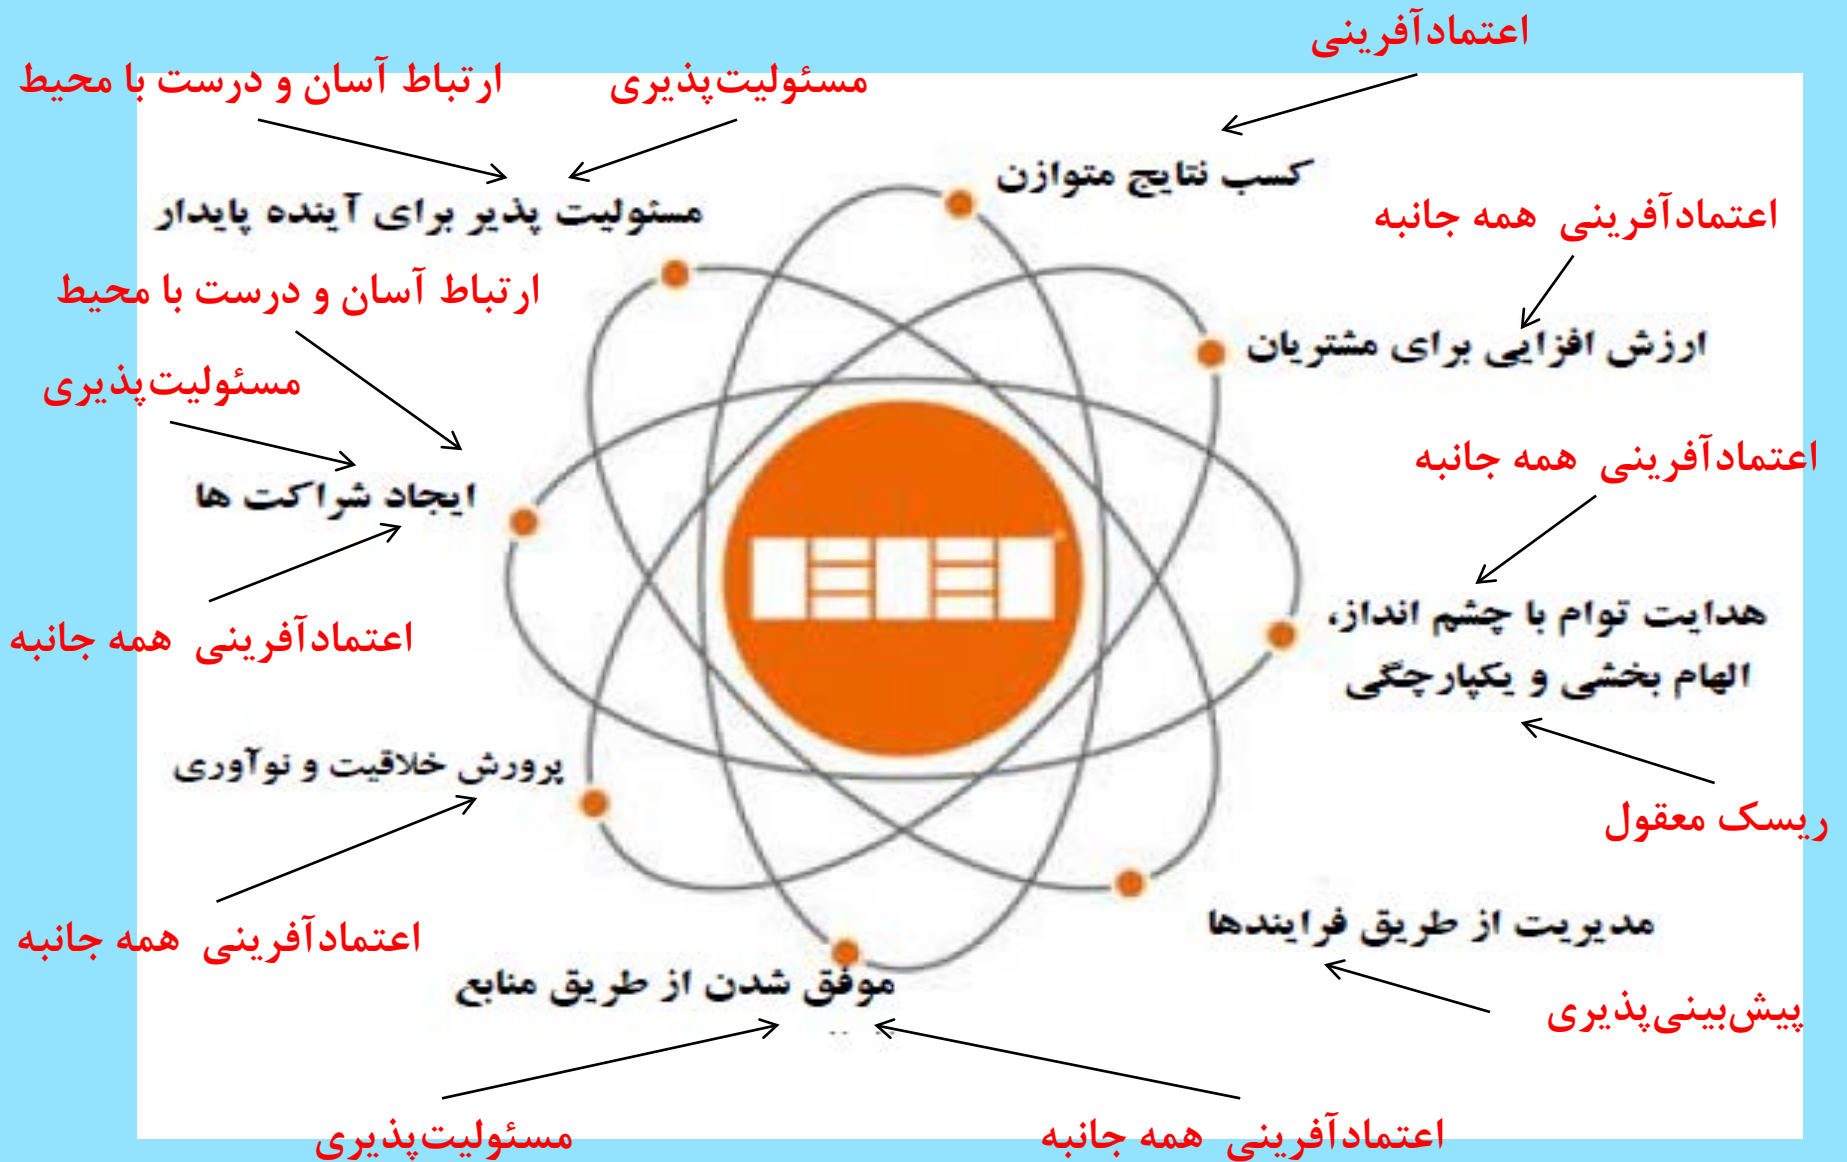 اعتمادآفرینی
ارتباط آسان و درست با محیط
مسئولیت‌پذیری
کسب نتایج متوازن
مسئولیت پذیر برای آینده پایدار
اعتمادآفرینی همه جانبه
ارتباط آسان و درست با محیط
ارزش افزایی برای مشتریان
مسئولیت‌پذیری
اعتمادآفرینی همه جانبه
ایجاد شراکت ها
هدایت توام با چشم انداز،
الهام بخشی و یکپارچگی
اعتمادآفرینی همه جانبه
پرورش خلاقیت و نوآوری
ریسک معقول
مدیریت از طریق فرایندها
اعتمادآفرینی همه جانبه
موفق شدن از طریق منابع
پیش‌بینی‌پذیری
مسئولیت‌پذیری
اعتمادآفرینی همه جانبه